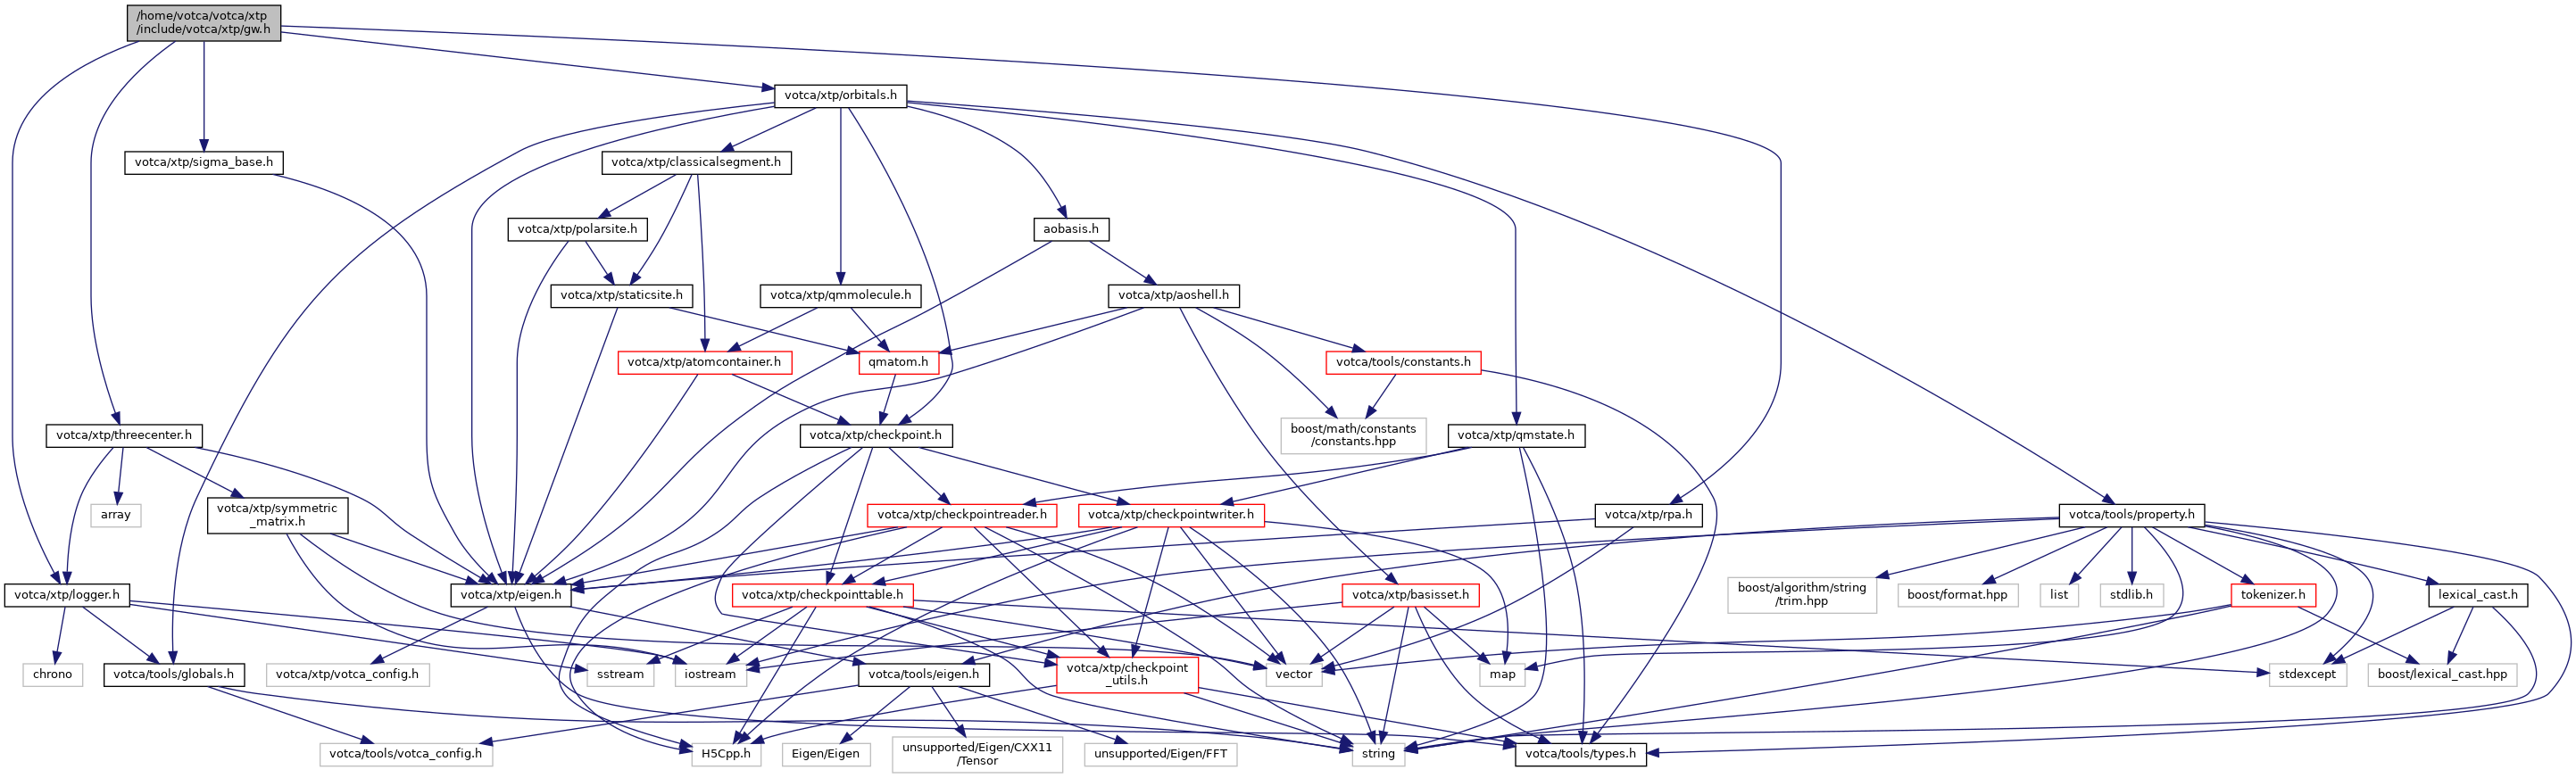 /home/votca/votca/xtp
/include/votca/xtp/gw.h
votca/xtp/orbitals.h
votca/xtp/sigma_base.h
votca/xtp/classicalsegment.h
votca/xtp/polarsite.h
aobasis.h
votca/xtp/staticsite.h
votca/xtp/qmmolecule.h
votca/xtp/aoshell.h
votca/xtp/atomcontainer.h
qmatom.h
votca/tools/constants.h
votca/xtp/threecenter.h
votca/xtp/checkpoint.h
boost/math/constants
/constants.hpp
votca/xtp/qmstate.h
array
votca/xtp/symmetric
_matrix.h
votca/xtp/checkpointreader.h
votca/xtp/checkpointwriter.h
votca/xtp/rpa.h
votca/tools/property.h
votca/xtp/logger.h
votca/xtp/eigen.h
votca/xtp/checkpointtable.h
votca/xtp/basisset.h
boost/algorithm/string
/trim.hpp
boost/format.hpp
list
stdlib.h
tokenizer.h
lexical_cast.h
chrono
votca/tools/globals.h
votca/xtp/votca_config.h
sstream
iostream
votca/tools/eigen.h
votca/xtp/checkpoint
_utils.h
vector
map
stdexcept
boost/lexical_cast.hpp
votca/tools/votca_config.h
H5Cpp.h
Eigen/Eigen
unsupported/Eigen/CXX11
/Tensor
unsupported/Eigen/FFT
string
votca/tools/types.h